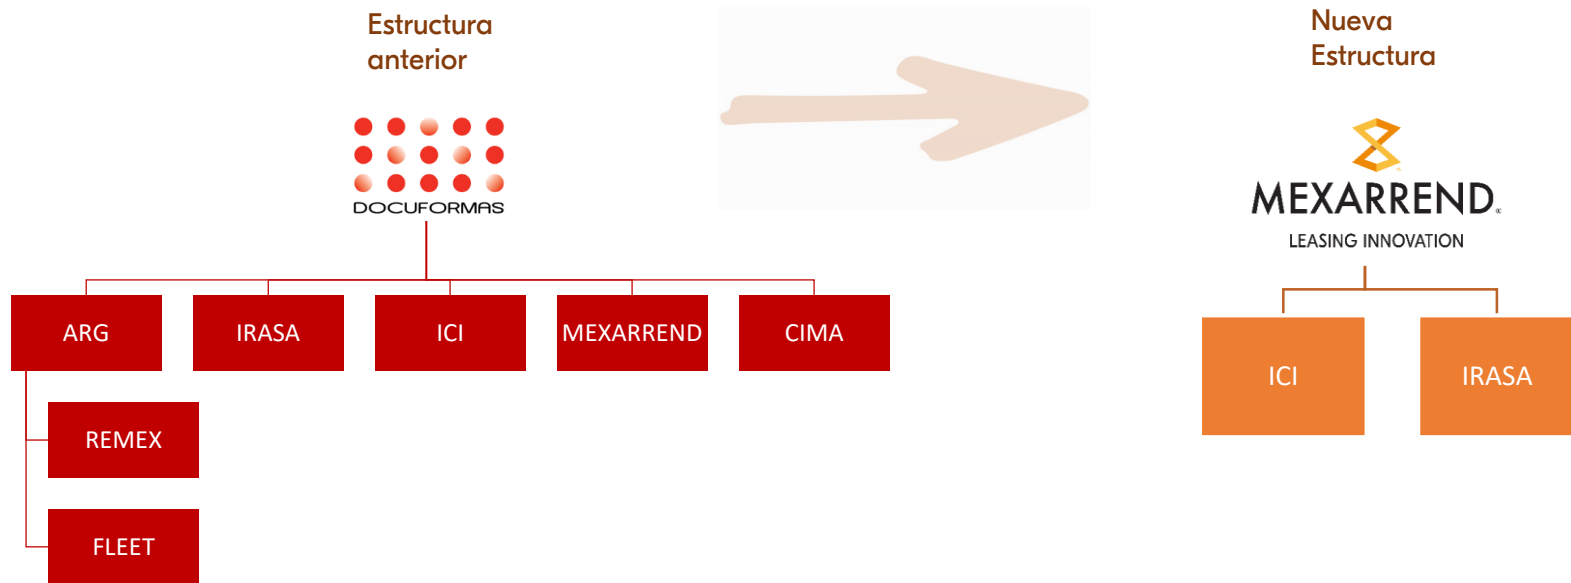 Estructura
anterior
DOCUFORMAS
ARG
IRASA
ICI
MEXARREND
CIMA
REMEX
FLEET
Nueva
Estructura
MEXARREND
LEASING INNOVATION
ICI
IRASA